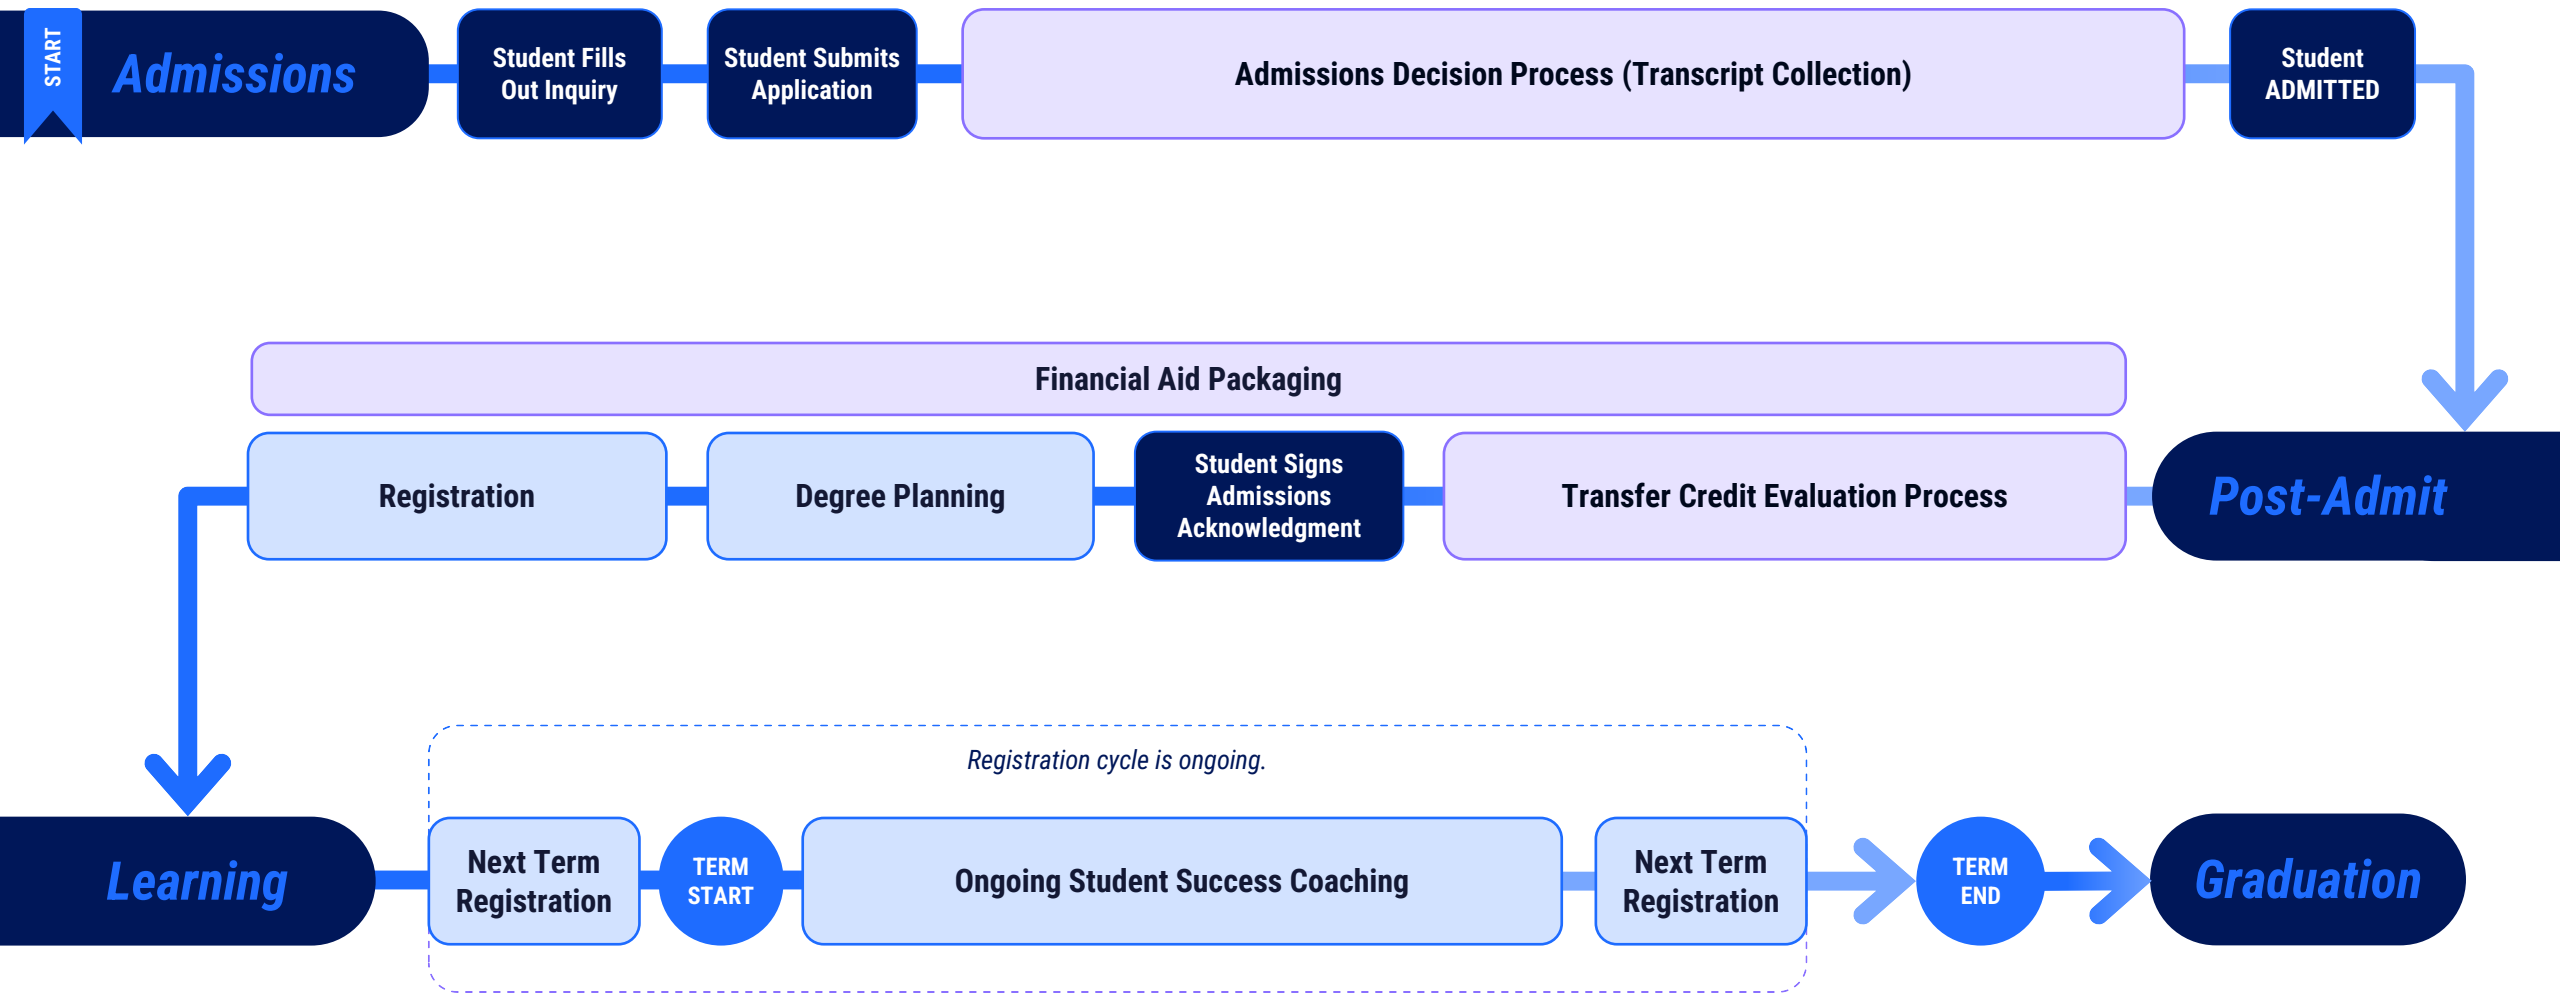 START
Admissions
Student Fills
Out Inquiry
Student Submits
Application
Admissions Decision Process (Transcript Collection)
Student
ADMITTED
Financial Aid Packaging
Post-Admit
Transfer Credit Evaluation Process
Student Signs
Admissions
Acknowledgment
Degree Planning
Registration
Learning
Registration cycle is ongoing.
Next Term
Registration
TERM
START
Ongoing Student Success Coaching
Next Term
Registration
TERM
END
Graduation